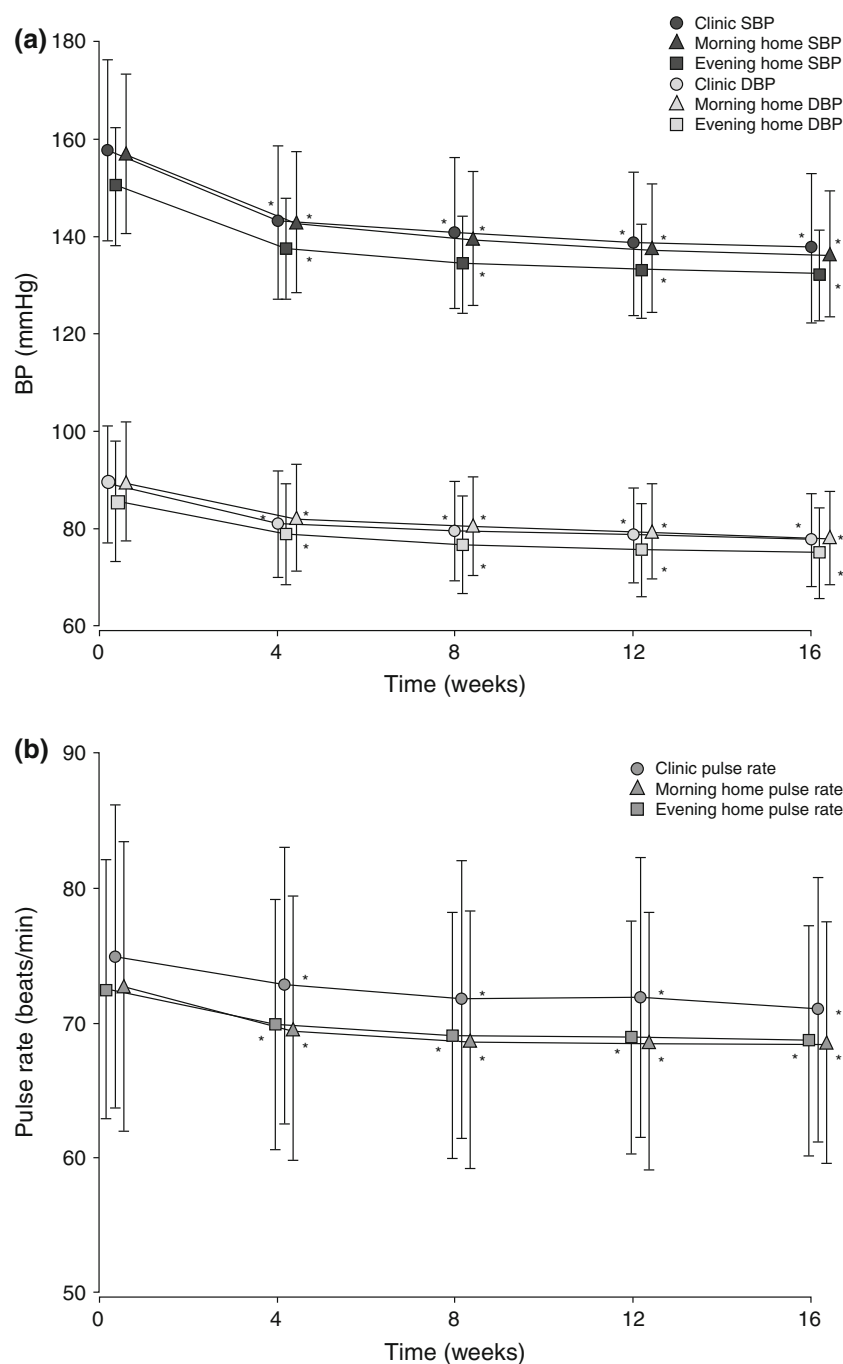 (a)
180
160
140
120
100
80
60
BP (mmHg)
Clinic SBP
Morning home SBP
Evening home SBP
Clinic DBP
Morning home DBP
Evening home DBP
* * * * * * * *
* * * *
* * * * * * * *
* * * *
0 4 8 12 16
Time (weeks)
(b)
90
80
70
60
50
Pulse rate (beats/min)
Clinic pulse rate
Morning home pulse rate
Evening home pulse rate
* * * *
* * * * * * * *
0 4 8 12 16
Time (weeks)